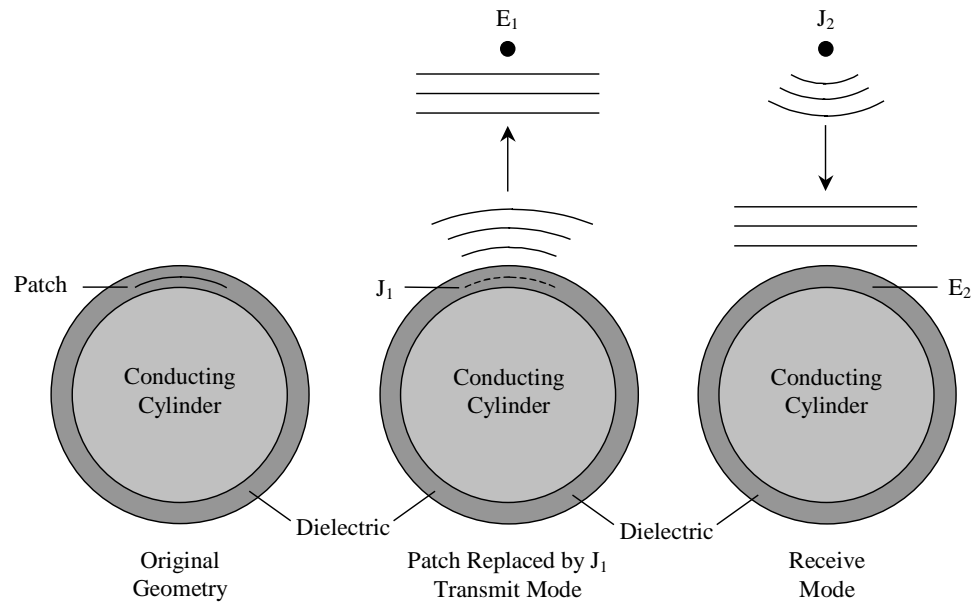 E1
J2
Patch
J1
E2
Conducting
Cylinder
Conducting
Cylinder
Conducting
Cylinder
Dielectric
Dielectric
Original
Geometry
Patch Replaced by J1
Transmit Mode
Receive
Mode